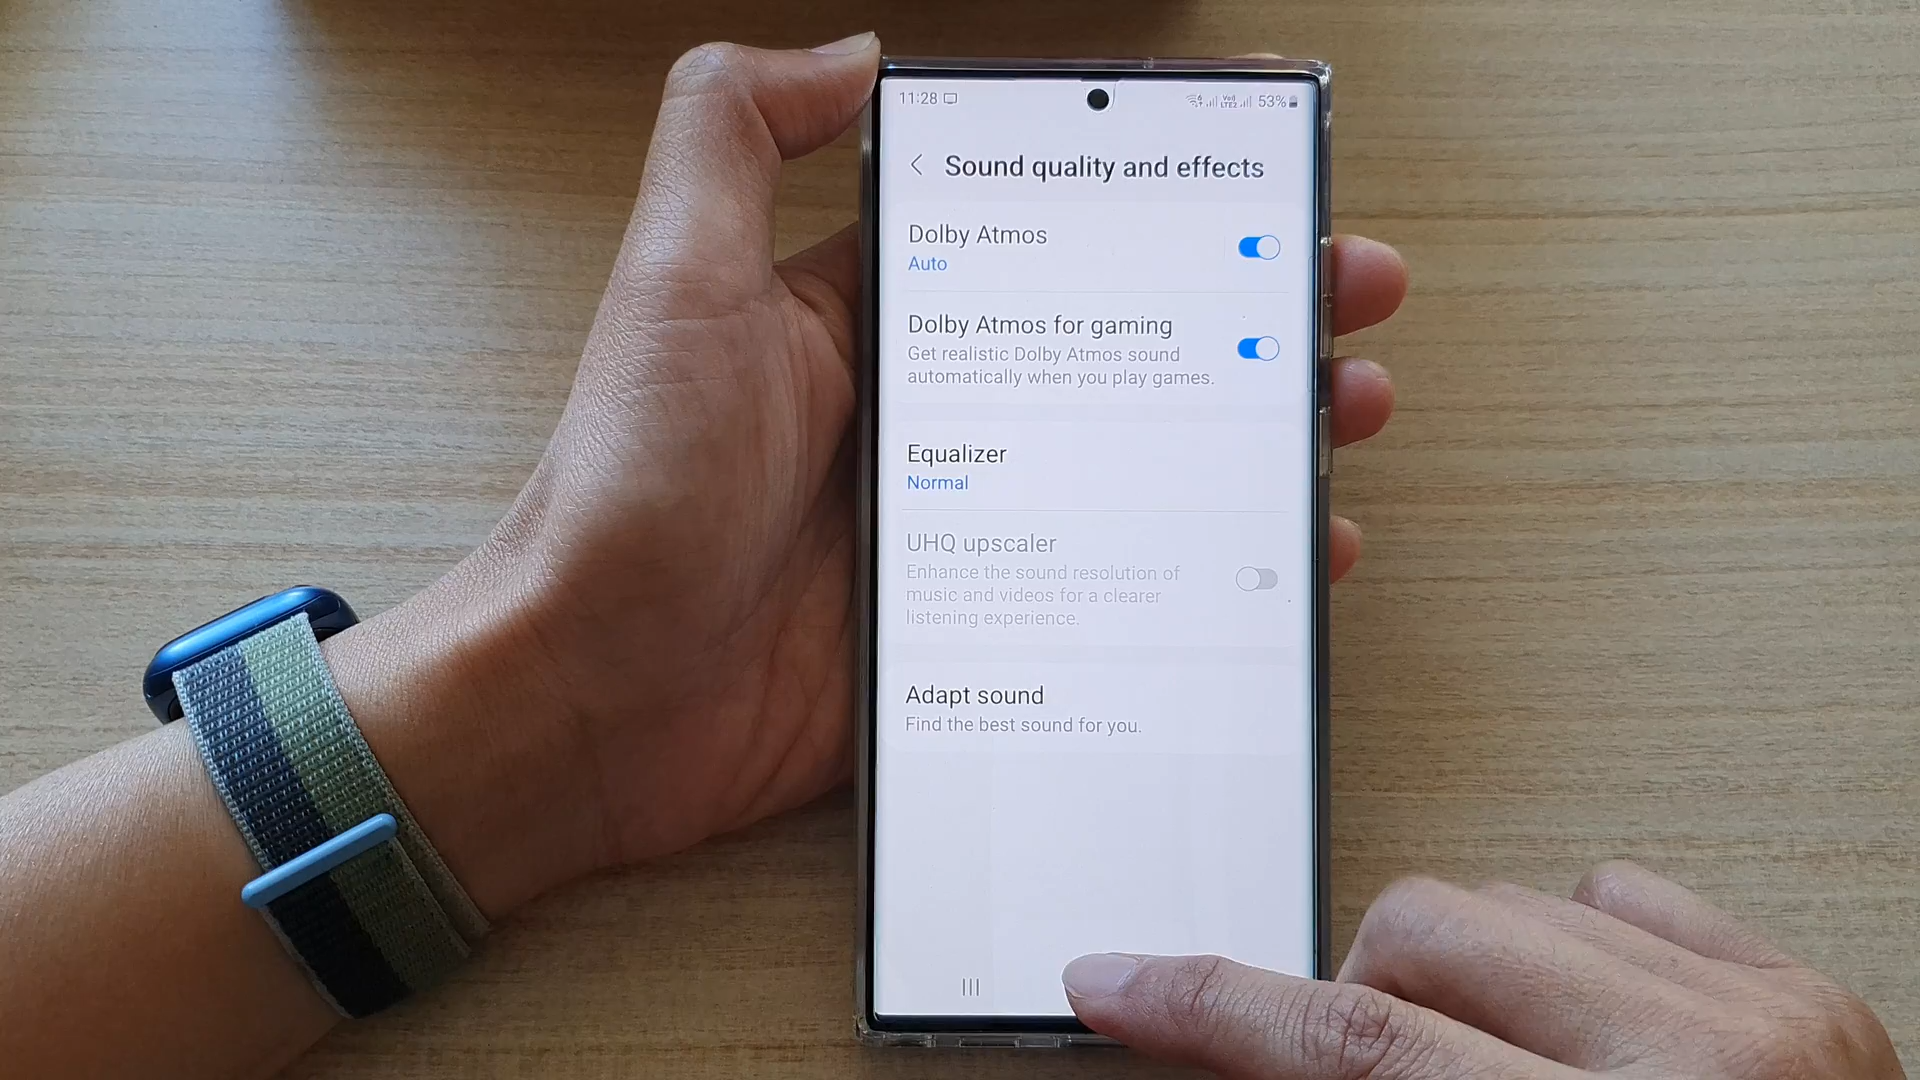 11:28
Vo))
LTE2
53%
Sound quality and effects
Dolby Atmos
Auto
Dolby Atmos for gaming
Get realistic Dolby Atmos sound
automatically when you play games.
Equalizer
Normal
UHQ upscaler
Enhance the sound resolution of
music and videos for a clearer
listening experience.
Adapt sound
Find the best sound for you.